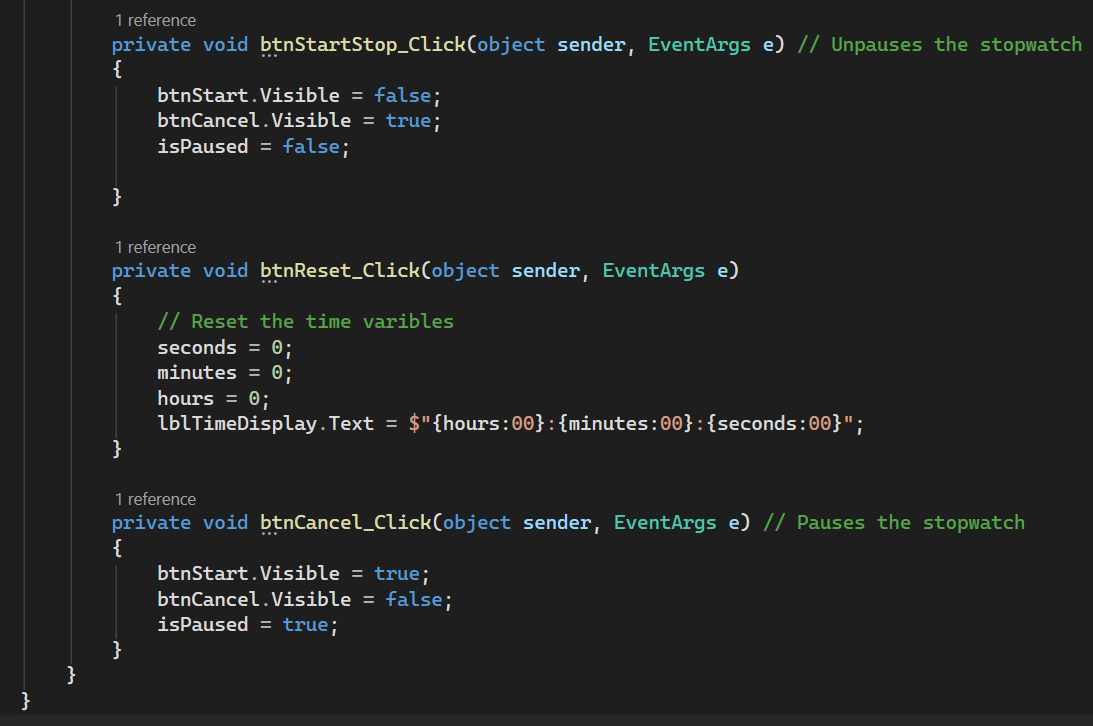 1 reference
private void btnStartStop_Click(object sender, EventArgs e) // Unpauses the stopwatch
{
btnStart.Visible = false;
btnCancel.Visible = true;
isPaused = false;
}
1 reference
private void btnReset_Click(object sender, EventArgs e)
{
// Reset the time varibles
seconds = 0;
minutes = 0;
hours = 0;
lblTimeDisplay.Text = $"{hours:00}:{minutes:00}:{seconds:00}";
}
1 reference
private void btnCancel_Click(object sender, EventArgs e) // Pauses the stopwatch
{
btnStart.Visible = true;
btnCancel.Visible = false;
isPaused = true;
}
}
}